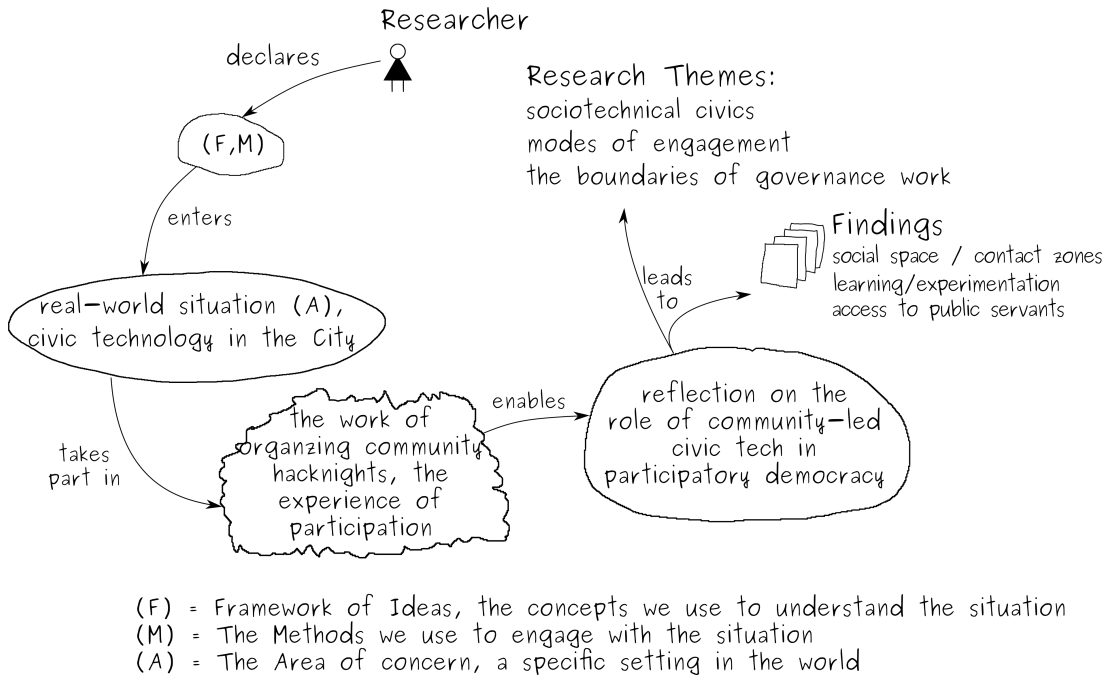 Researcher
declares
(F,M)
enters
real-world situation (A),
civic technology in the City
takes
part in
the work of
organzing community
hacknights, the
experience of
participation
enables
reflection on the
role of community-led
civic tech in
participatory democracy
leads
to
Research Themes:
sociotechnical civics
modes of engagement
the boundaries of governance work
Findings
social space / contact zones
learning/experimentation
access to public servants
(F) = Framework of Ideas, the concepts we use to understand the situation
(M) = The Methods we use to engage with the situation
(A) = The Area of concern, a specific setting in the world